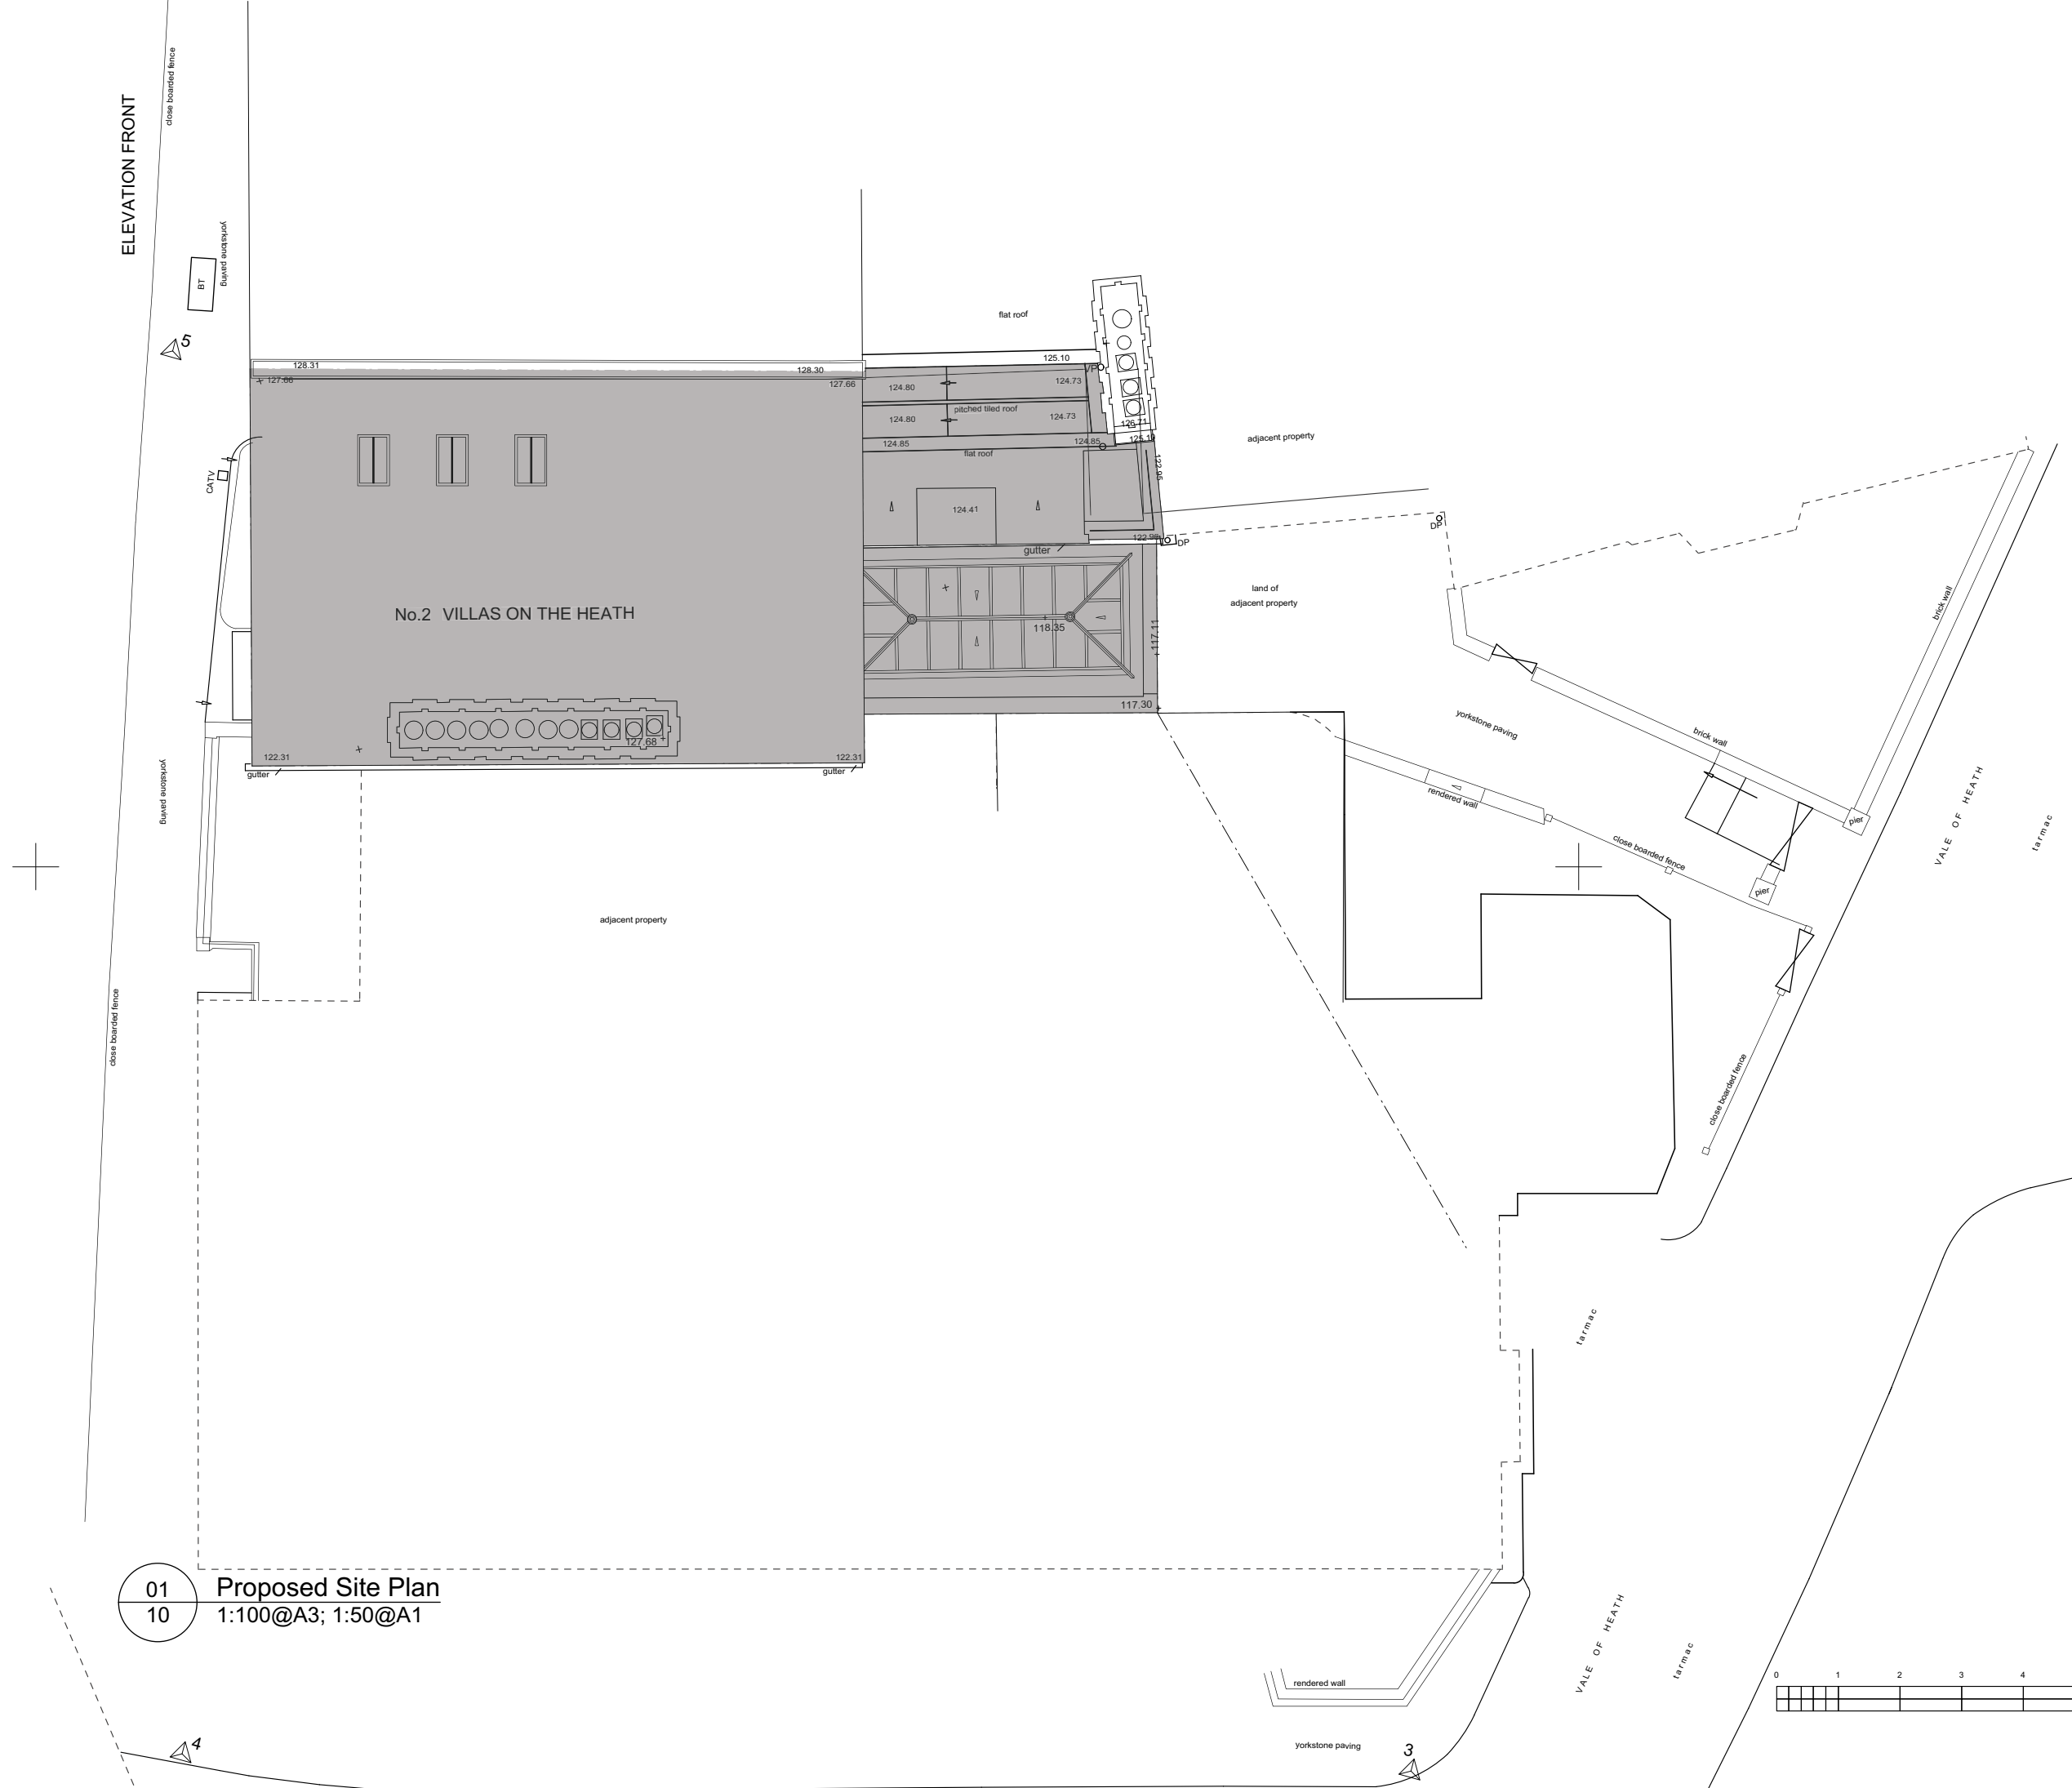 ELEVATION FRONT
close boarded fence
yorkstone paving
BT
5
flat roof
128.31
128.30
125.10
127.66
127.66
VP
124.80
124.73
pitched tiled roof
124.80
124.73
126.71
124.85
124.85
125.10
flat roof
122.95
adjacent property
CATV
124.41
DP
gutter
122.98
DP
land of
adjacent property
No.2 VILLAS ON THE HEATH
118.35
117.11
brick wall
117.30
yorkstone paving
brick wall
127.68
122.31
122.31
gutter
gutter
yorkstone paving
rendered wall
pier
VALE OF HEATH
tarmac
close boarded fence
pier
adjacent property
close boarded fence
close boarded fence
tarmac
01
10
Proposed Site Plan
1:100@A3; 1:50@A1
VALE OF HEATH
tarmac
rendered wall
0 1 2 3 4
yorkstone paving
4
3